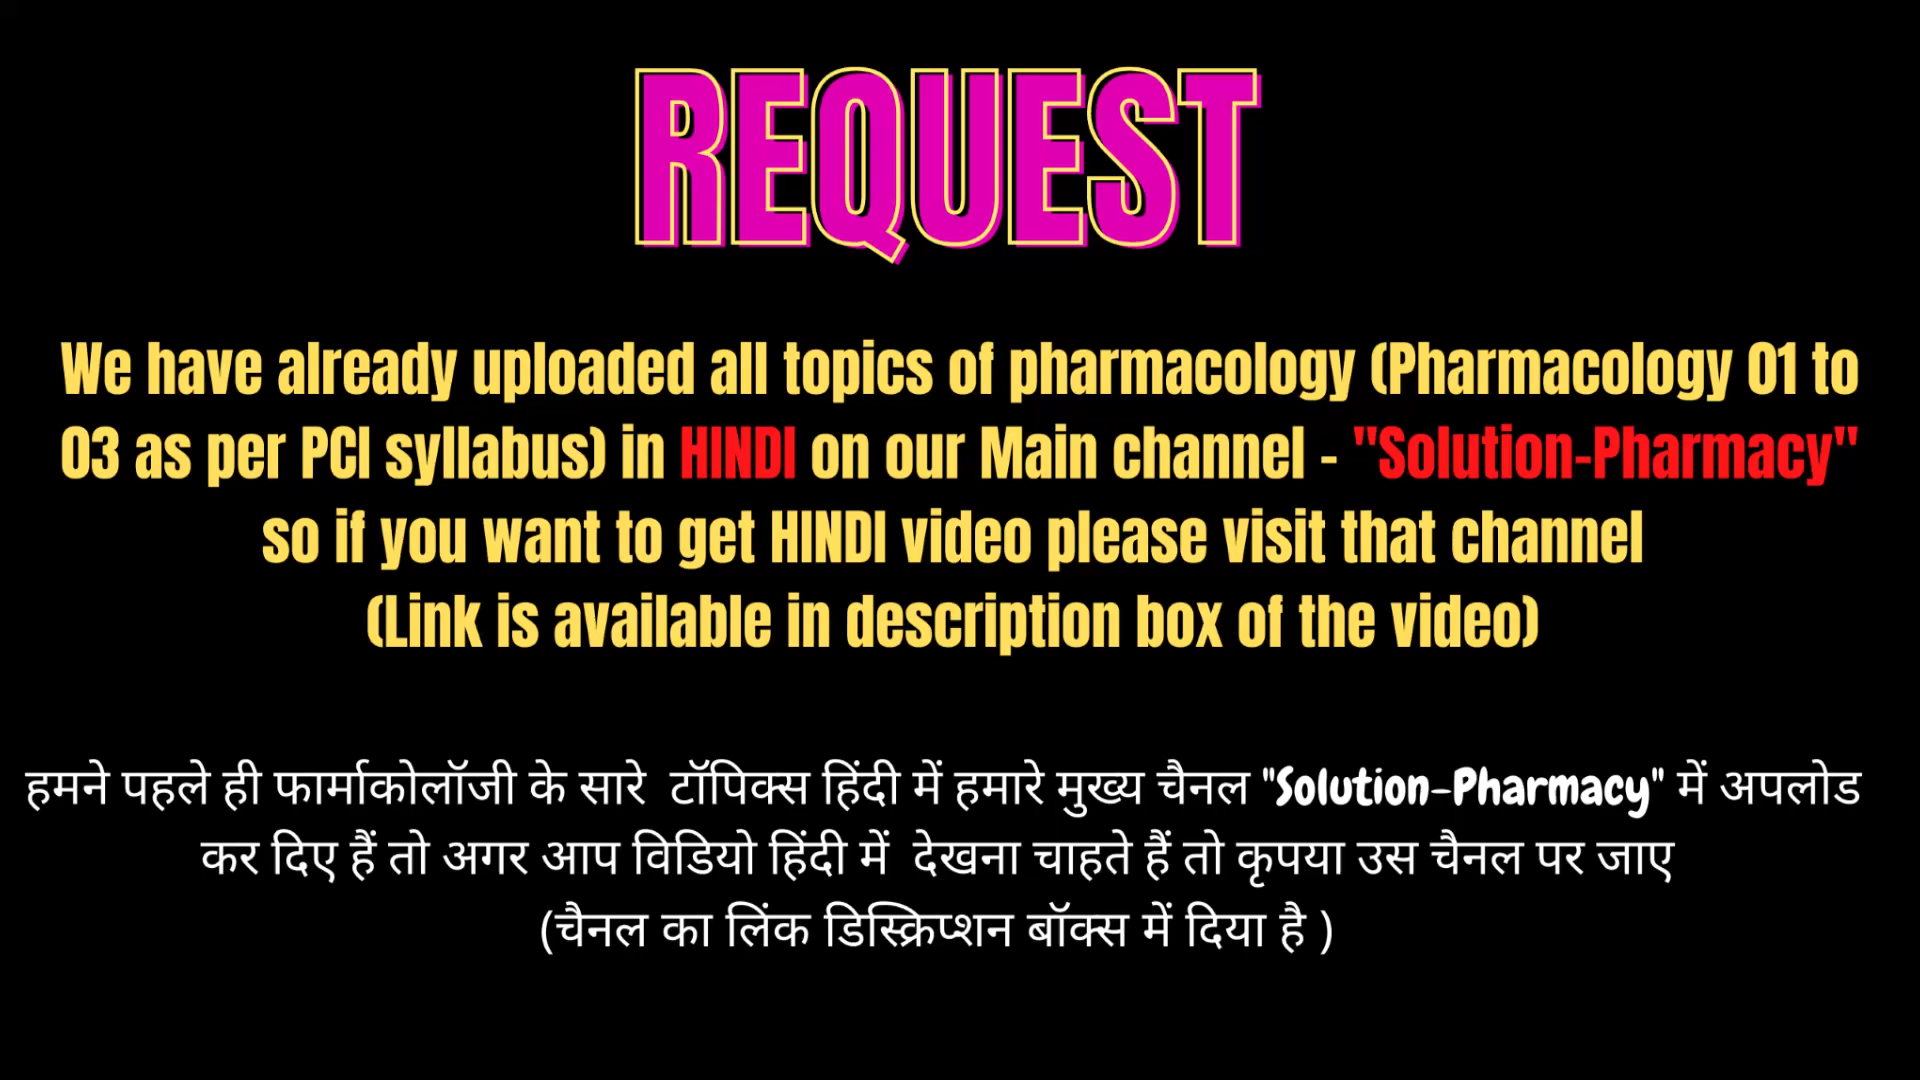 REQUEST
We have already uploaded all topics of pharmacology (Pharmacology 01 to
03 as per PCI syllabus) in HINDI on our Main channel - "Solution-Pharmacy"
so if you want to get HINDI video please visit that channel
(Link is available in description box of the video)
हमने पहले ही फार्माकोलॉजी के सारे टॉपिक्स हिंदी में हमारे मुख्य चैनल "Solution-Pharmacy" में अपलोड
कर दिए हैं तो अगर आप विडियो हिंदी में देखना चाहते हैं तो कृपया उस चैनल पर जाए
(चैनल का लिंक डिस्क्रिप्शन बॉक्स में दिया है )